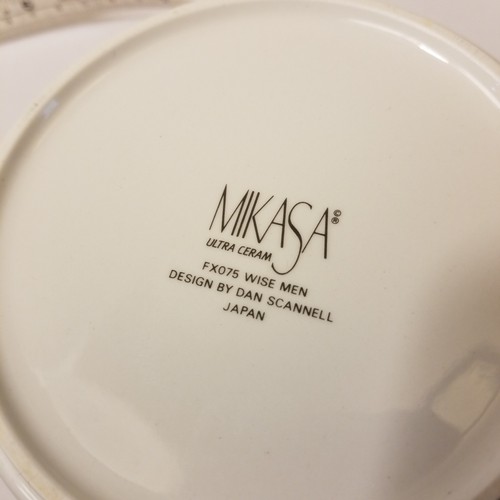 MIKASA©®
ULTRA CERAM
FX075 WISE MEN
DESIGN BY DAN SCANNELL
JAPAN